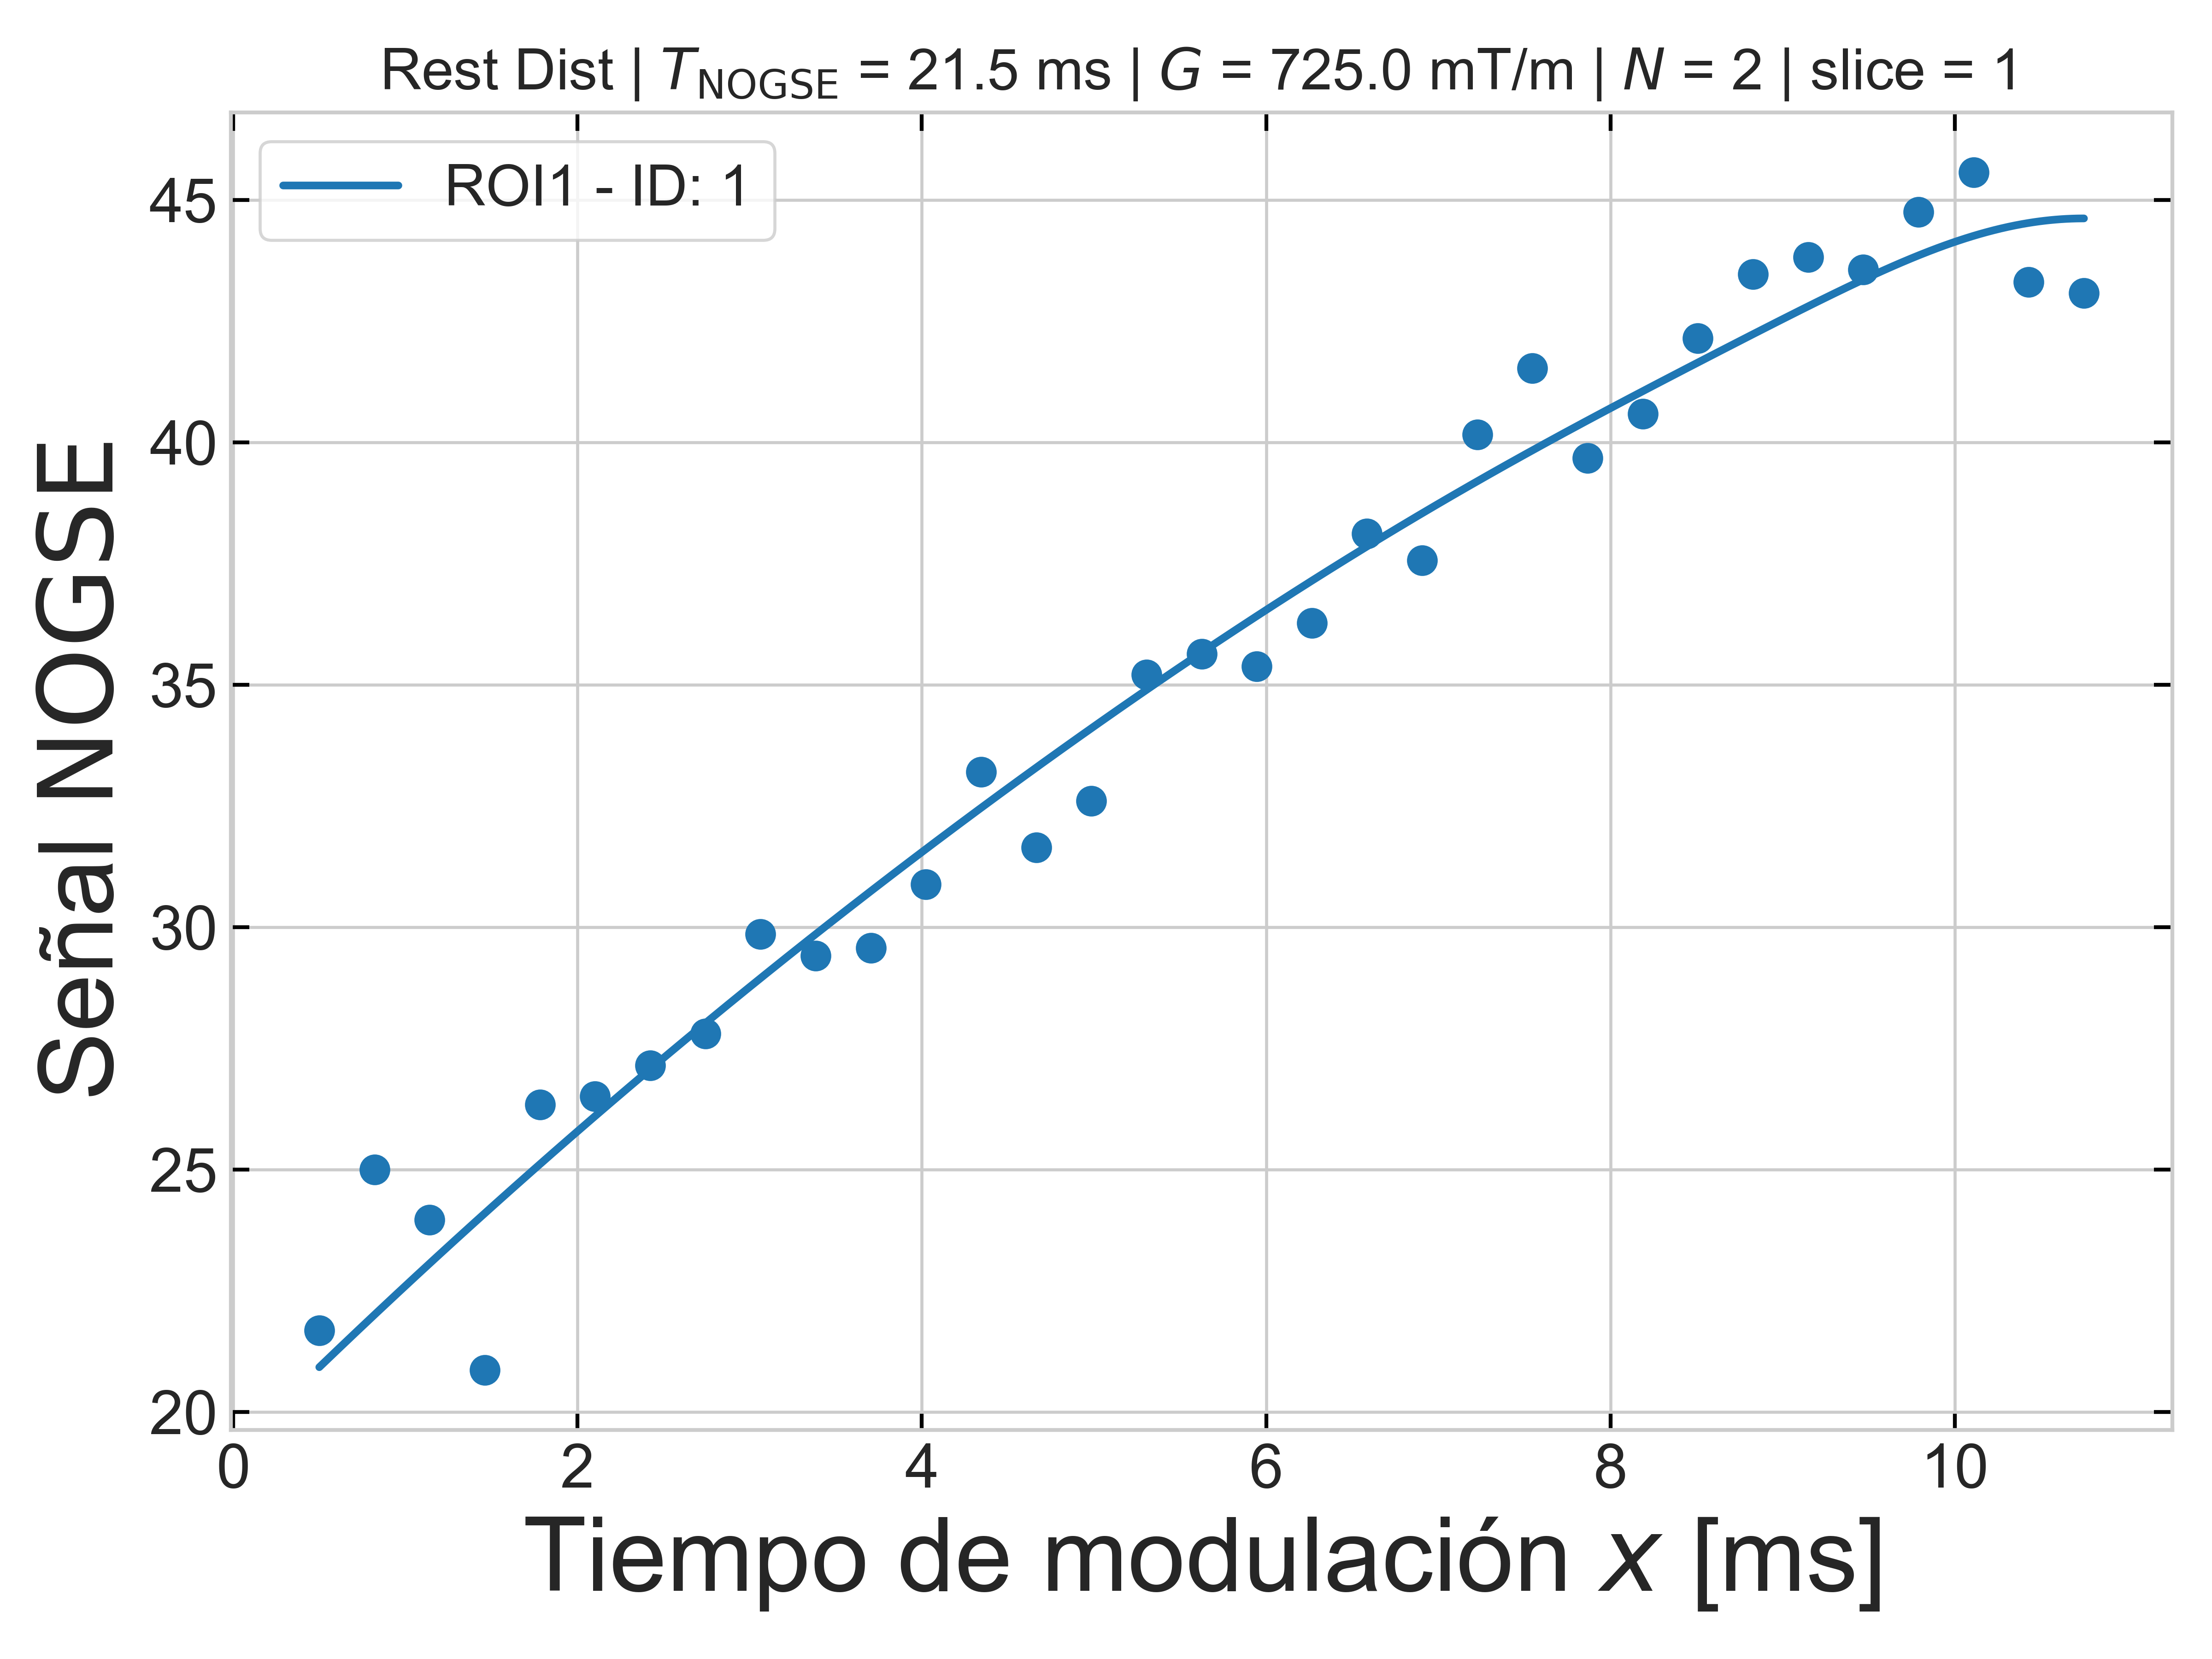 Rest Dist | T_NOGSE = 21.5 ms | G = 725.0 mT/m | N = 2 | slice = 1
ROI1 - ID: 1
Señal NOGSE
45
40
35
30
25
20
0 2 4 6 8 10
Tiempo de modulación x [ms]